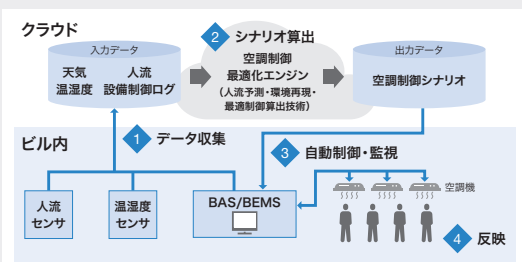 クラウド
入力データ
天気 人流
温湿度 設備制御ログ
2 シナリオ算出
空調制御
最適化エンジン
（人流予測・環境再現・
最適制御算出技術）
出力データ
空調制御シナリオ
1 データ収集
ビル内
3 自動制御・監視
人流
センサ
温湿度
センサ
BAS/BEMS
空調機
4 反映